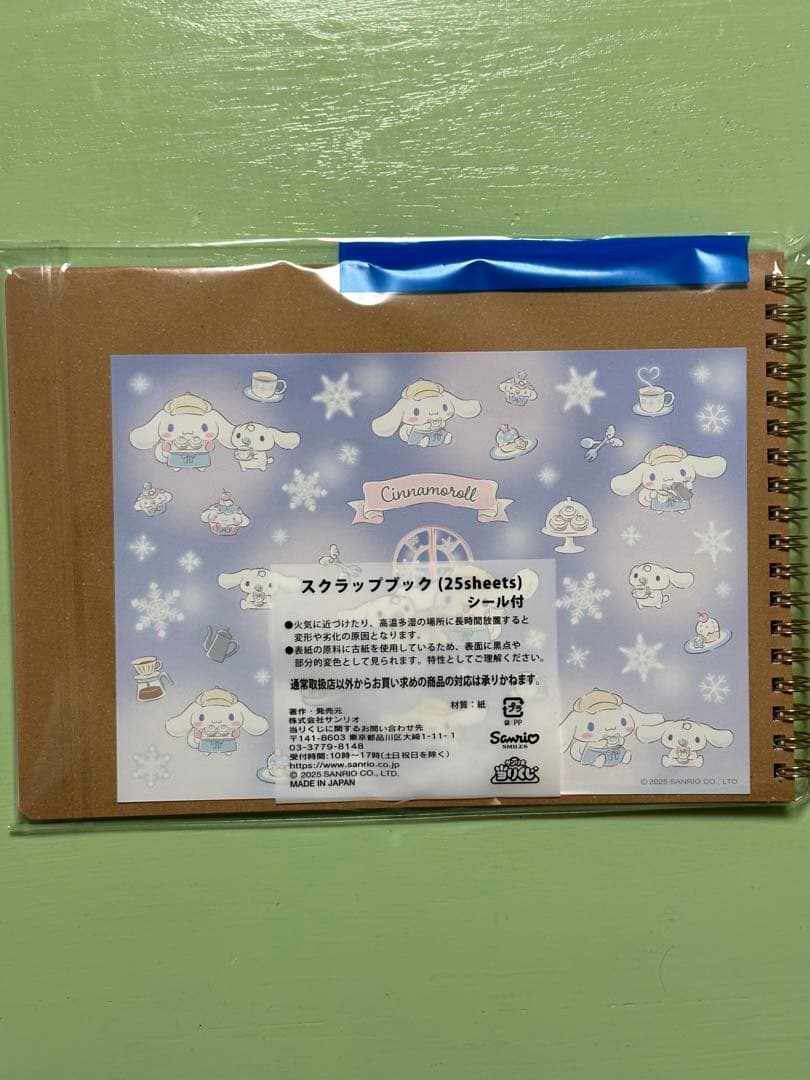 Cinnamoroll
スクラップブック (25sheets)
シール付
●火気に近づけたり、高温多湿の場所に長時間放置すると
変形や劣化の原因となります。
●表紙の原料に古紙を使用しているため、表面に黒点や
部分的変色として見られます。特性としてご理解ください。
通常取扱店以外からお買い求めの商品の対応は承りかねます。
著作・発売元
株式会社サンリオ
当りくじに関するお問い合わせ先
〒141-8603 東京都品川区大崎1-11-1
03-3779-8148
受付時間:10時〜17時(土日祝日を除く)
https://www.sanrio.co.jp
© 2025 SANRIO CO., LTD.
MADE IN JAPAN
材質:紙
プラ
袋:PP
Sanrio
SMILES
当りくじ
© 2025 SANRIO CO., LTD.